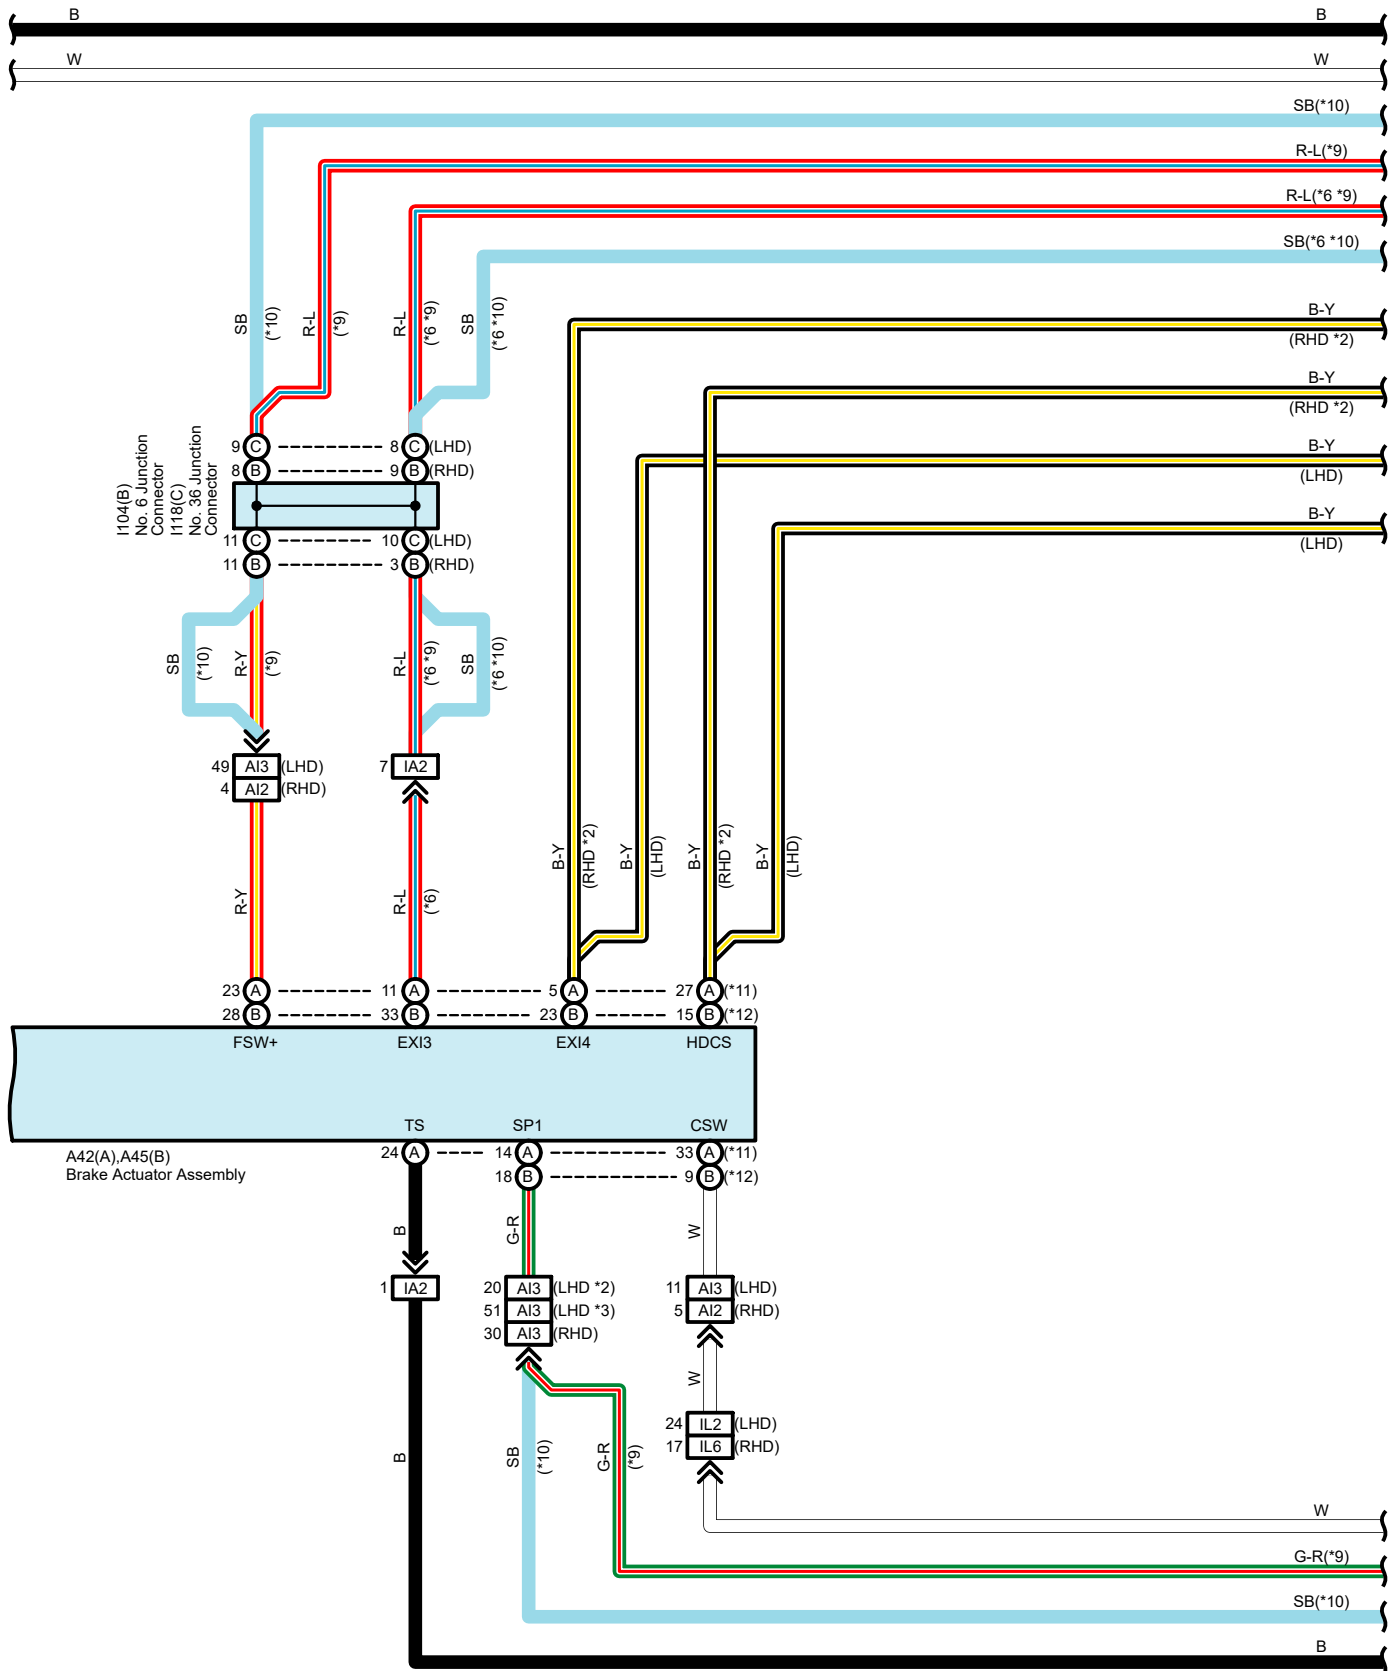 B B
W W
SB(*10)
R-L(*9)
R-L(*6 *9)
SB(*6 *10)
B-Y
(RHD *2)
B-Y
(RHD *2)
B-Y
(LHD)
B-Y
(LHD)
SB
(*10)
R-L
(*9)
R-L
(*6 *9)
SB
(*6 *10)
9 C 8 C (LHD)
8 B 9 B (RHD)
I104(B)
No. 6 Junction
Connector
I118(C)
No. 36 Junction
Connector
11 C 10 C (LHD)
11 B 3 B (RHD)
SB
(*10)
R-Y
(*9)
R-L
(*6 *9)
SB
(*6 *10)
49 AI3 (LHD) 7 IA2
4 AI2 (RHD)
R-Y
R-L
(*6)
B-Y
(RHD *2)
B-Y
(LHD)
B-Y
(RHD *2)
B-Y
(LHD)
23 A 11 A 5 A 27 A (*11)
28 B 33 B 23 B 15 B (*12)
FSW+ EXI3 EXI4 HDCS
TS SP1 CSW
24 A 14 A 33 A (*11)
18 B 9 B (*12)
A42(A),A45(B)
Brake Actuator Assembly
B
G-R
W
1 IA2 20 AI3 (LHD *2) 11 AI3 (LHD)
51 AI3 (LHD *3) 5 AI2 (RHD)
30 AI3 (RHD)
W
24 IL2 (LHD)
17 IL6 (RHD)
B
SB
(*10)
G-R
(*9)
W
G-R(*9)
SB(*10)
B